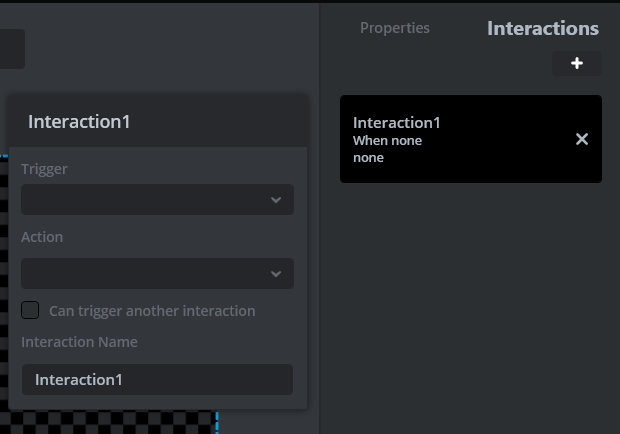 Properties
Interactions
Interaction1
Trigger
Action
Can trigger another interaction
Interaction Name
Interaction1
Interaction1
When none
none